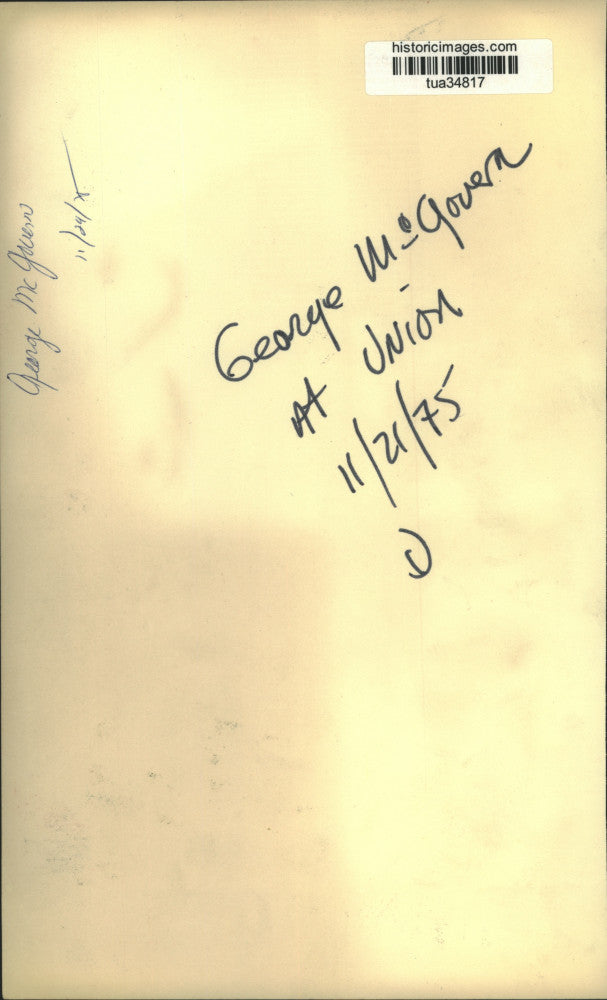 historicimages.com
tua34817
George McGovern
11/24/75
George McGovern
At Union
11/21/75